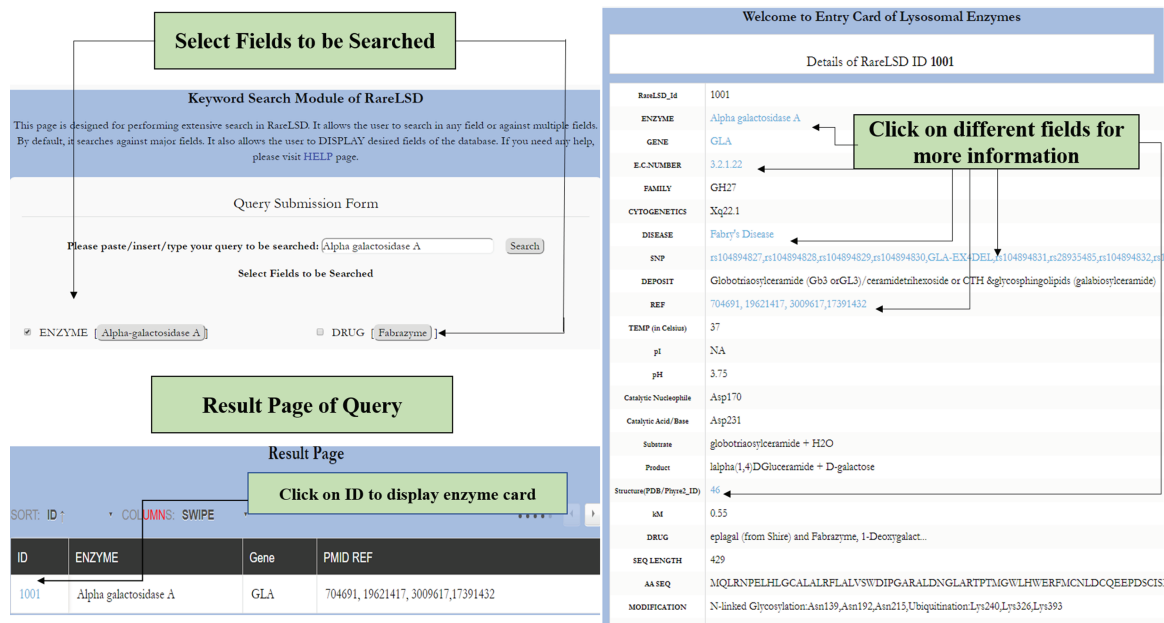 Select Fields to be Searched
Keyword Search Module of RareLSD
This page is designed for performing extensive search in RareLSD. It allows the user to search in any field or against multiple fields.
By default, it searches against major fields. It also allows the user to DISPLAY desired fields of the database. If you need any help,
please visit HELP page.
Query Submission Form
Please paste/insert/type your query to be searched: Alpha galactosidase A Search
Select Fields to be Searched
ENZYME [ Alpha-galactosidase A ] DRUG [ Fabrazyme ]
Result Page of Query
Result Page
Click on ID to display enzyme card
SORT: ID COLUMNS: SWIPE
ID ENZYME Gene PMID REF
1001 Alpha galactosidase A GLA 704691, 19621417, 3009617,17391432
Welcome to Entry Card of Lysosomal Enzymes
Details of RareLSD ID 1001
RareLSD_Id 1001
ENZYME Alpha galactosidase A
Click on different fields for
more information
GENE GLA
E.C.NUMBER 3.2.1.22
FAMILY GH27
CYTOGENETICS Xq22.1
DISEASE Fabry's Disease
SNP rs104894827,rs104894828,rs104894829,rs104894830,GLA-EX4DEL,rs104894831,rs28935485,rs104894832,rs1
DEPOSIT Globotriaosylceramide (Gb3 orGL3)/ceramidetrihexoside or CTH &glycosphingolipids (galabiosylceramide)
REF 704691, 19621417, 3009617,17391432
TEMP (in Celsius) 37
pI NA
pH 3.75
Catalytic Nucleophile Asp170
Catalytic Acid/Base Asp231
Substrate globotriaosylceramide + H2O
Product lalpha(1,4)DGluceramide + D-galactose
Structure(PDB/Phyre2_ID) 46
kM 0.55
DRUG eplagal (from Shire) and Fabrazyme, 1-Deoxygalact...
SEQ LENGTH 429
AA SEQ MQLRNPELHLGCALALRFLALVSWDIPGARALDNGLARTPTMGWLHWERFMCNLDCQEEPDSCIS
MODIFICATION N-linked Glycosylation:Asn139,Asn192,Asn215,Ubiquitination:Lys240,Lys326,Lys393